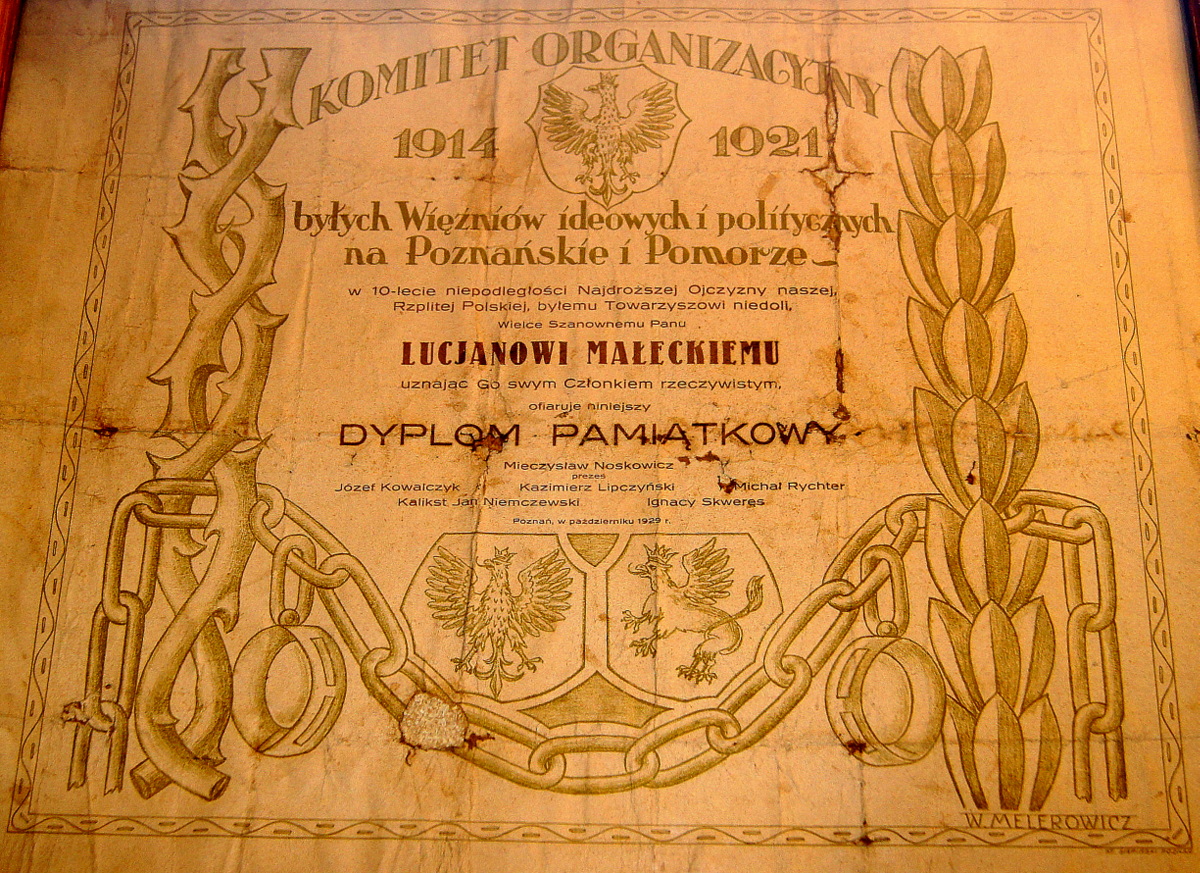 KOMITET ORGANIZACYJNY
1914 1921
byłych Więźniów ideowych i politycznych
na Poznańskie i Pomorze
w 10-lecie niepodległości Najdroższej Ojczyzny naszej,
Rzplitej Polskiej, byłemu Towarzyszowi niedoli,
Wielce Szanownemu Panu
LUCJANOWI MAŁECKIEMU
uznając Go swym Członkiem rzeczywistym,
ofiaruje niniejszy
DYPLOM PAMIĄTKOWY
Mieczysław Noskowicz
prezes
Józef Kowalczyk Kazimierz Lipczyński Michał Rychter
Kalikst Jan Niemczewski Ignacy Skweręs
Poznań, w październiku 1929 r.
W. MELEROWICZ